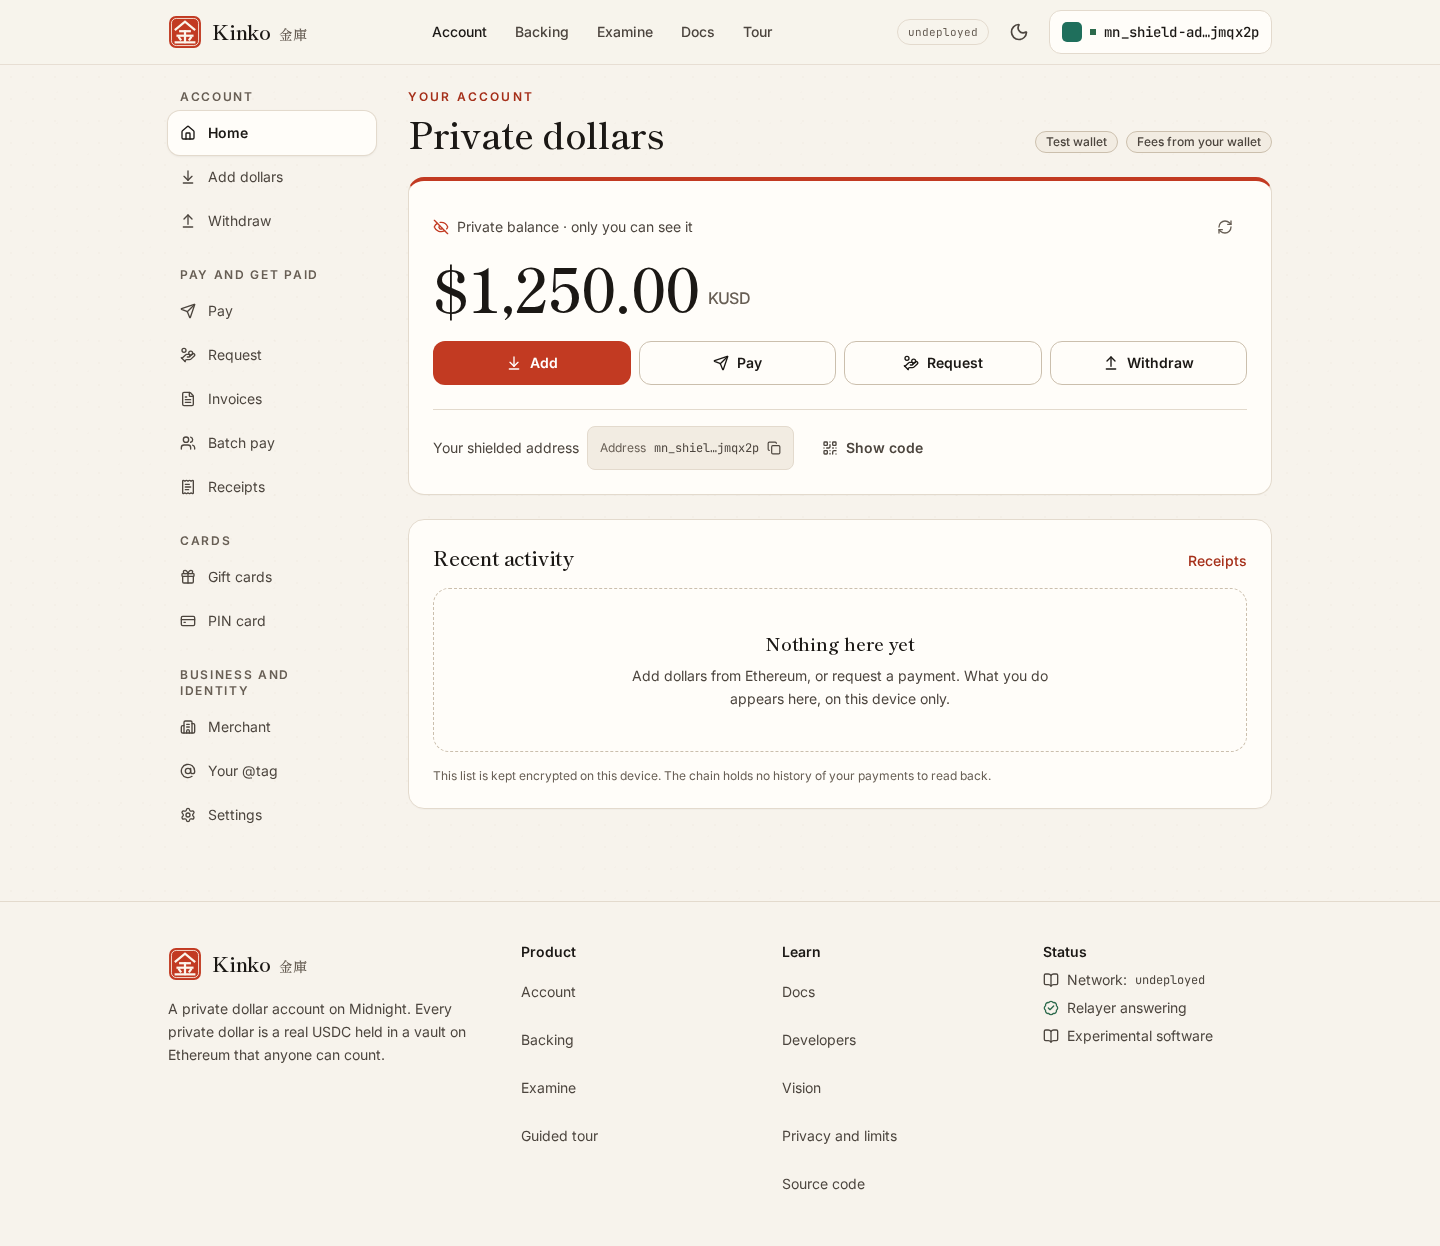 金 Kinko 金庫
Account Backing Examine Docs Tour
undeployed
mn_shield-ad…jmqx2p
ACCOUNT
Home
Add dollars
Withdraw
PAY AND GET PAID
Pay
Request
Invoices
Batch pay
Receipts
CARDS
Gift cards
PIN card
BUSINESS AND
IDENTITY
Merchant
Your @tag
Settings
YOUR ACCOUNT
Private dollars
Test wallet
Fees from your wallet
Private balance · only you can see it
$1,250.00 KUSD
Add
Pay
Request
Withdraw
Your shielded address
Address mn_shiel…jmqx2p
Show code
Recent activity
Receipts
Nothing here yet
Add dollars from Ethereum, or request a payment. What you do
appears here, on this device only.
This list is kept encrypted on this device. The chain holds no history of your payments to read back.
金 Kinko 金庫
A private dollar account on Midnight. Every
private dollar is a real USDC held in a vault on
Ethereum that anyone can count.
Product
Account
Backing
Examine
Guided tour
Learn
Docs
Developers
Vision
Privacy and limits
Source code
Status
Network: undeployed
Relayer answering
Experimental software